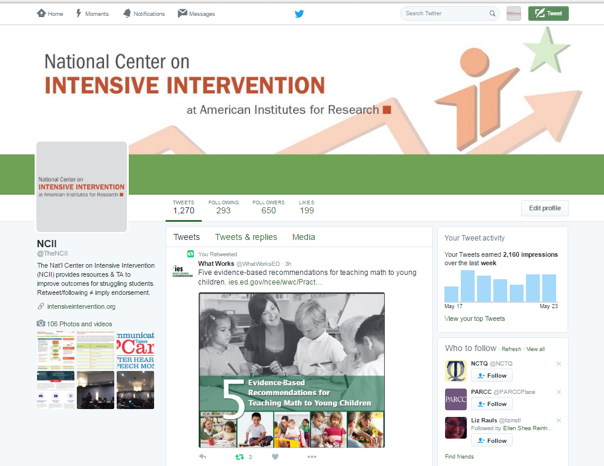 Home
Moments
Notifications
Messages
Search Twitter
Tweet
National Center on
INTENSIVE INTERVENTION
at American Institutes for Research
National Center on
INTENSIVE INTERVENTION
at American Institutes for Research
TWEETS
1,270
FOLLOWING
293
FOLLOWERS
650
LIKES
199
Edit profile
NCII
@TheNCII
The Nat'l Center on Intensive Intervention
(NCII) provides resources & TA to
improve outcomes for struggling students.
Retweet/following ≠ imply endorsement.
intensiveintervention.org
106 Photos and videos
Tweets
Tweets & replies
Media
You Retweeted
What Works @WhatWorksED · 3h
ies
Five evidence-based recommendations for teaching math to young
children. ies.ed.gov/ncee/wwc/Pract...
5 Evidence-Based
Recommendations for
Teaching Math to Young Children
3
Your Tweet activity
Your Tweets earned 2,160 impressions
over the last week
May 17
May 23
View your top Tweets
Who to follow · Refresh · View all
NCTQ @NCTQ
Follow
PARCC @PARCCPlace
PARCC
Follow
Liz Rauls @lizirstl
Followed by Ellen Shea Reinh...
Follow
Find friends